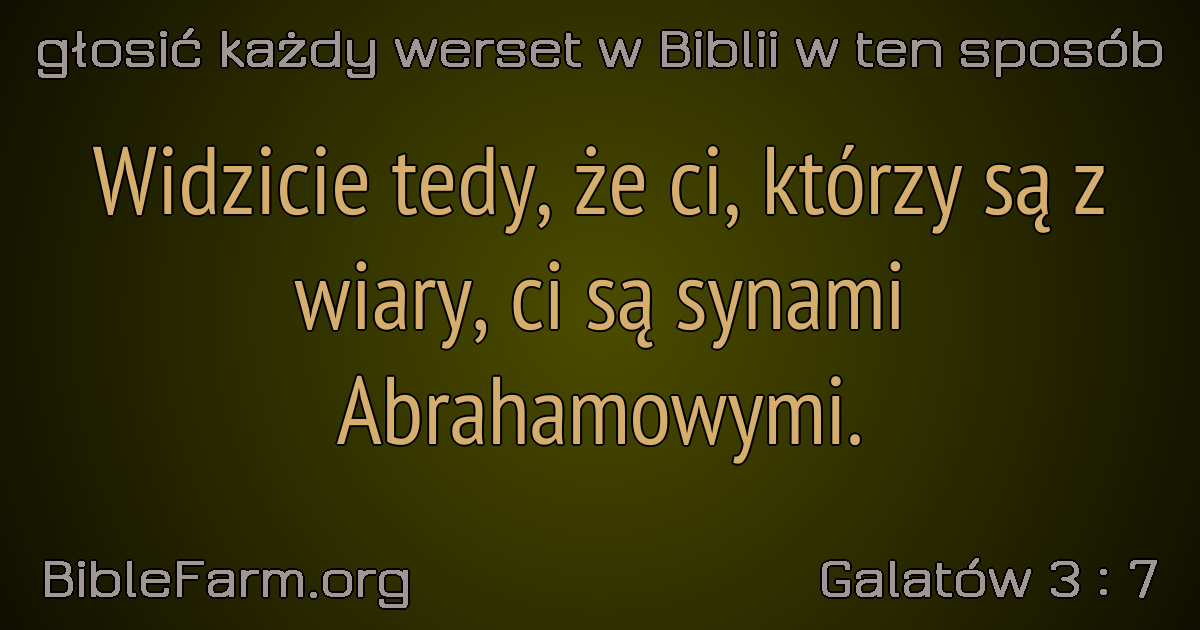 głosić każdy werset w Biblii w ten sposób
Widzicie tedy, że ci, którzy są z
wiary, ci są synami
Abrahamowymi.
BibleFarm.org
Galatów 3 : 7